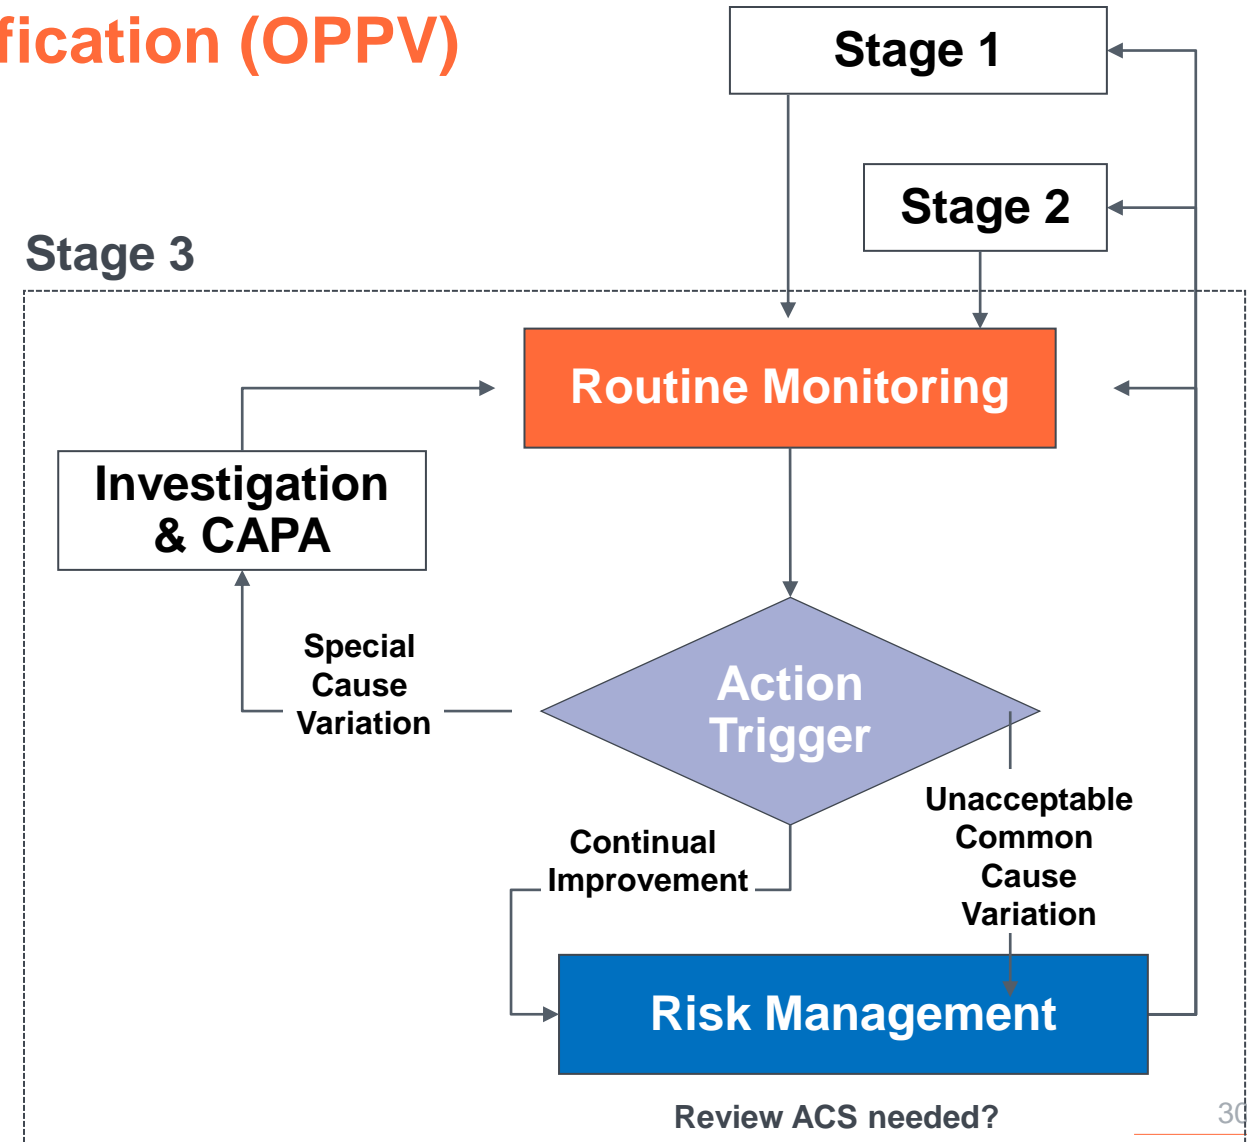 fication (OPPV)
Stage 1
Stage 2
Stage 3
Routine Monitoring
Investigation
& CAPA
Special
Cause
Variation
Action
Trigger
Unacceptable
Common
Cause
Variation
Continual
Improvement
Risk Management
Review ACS needed?
30